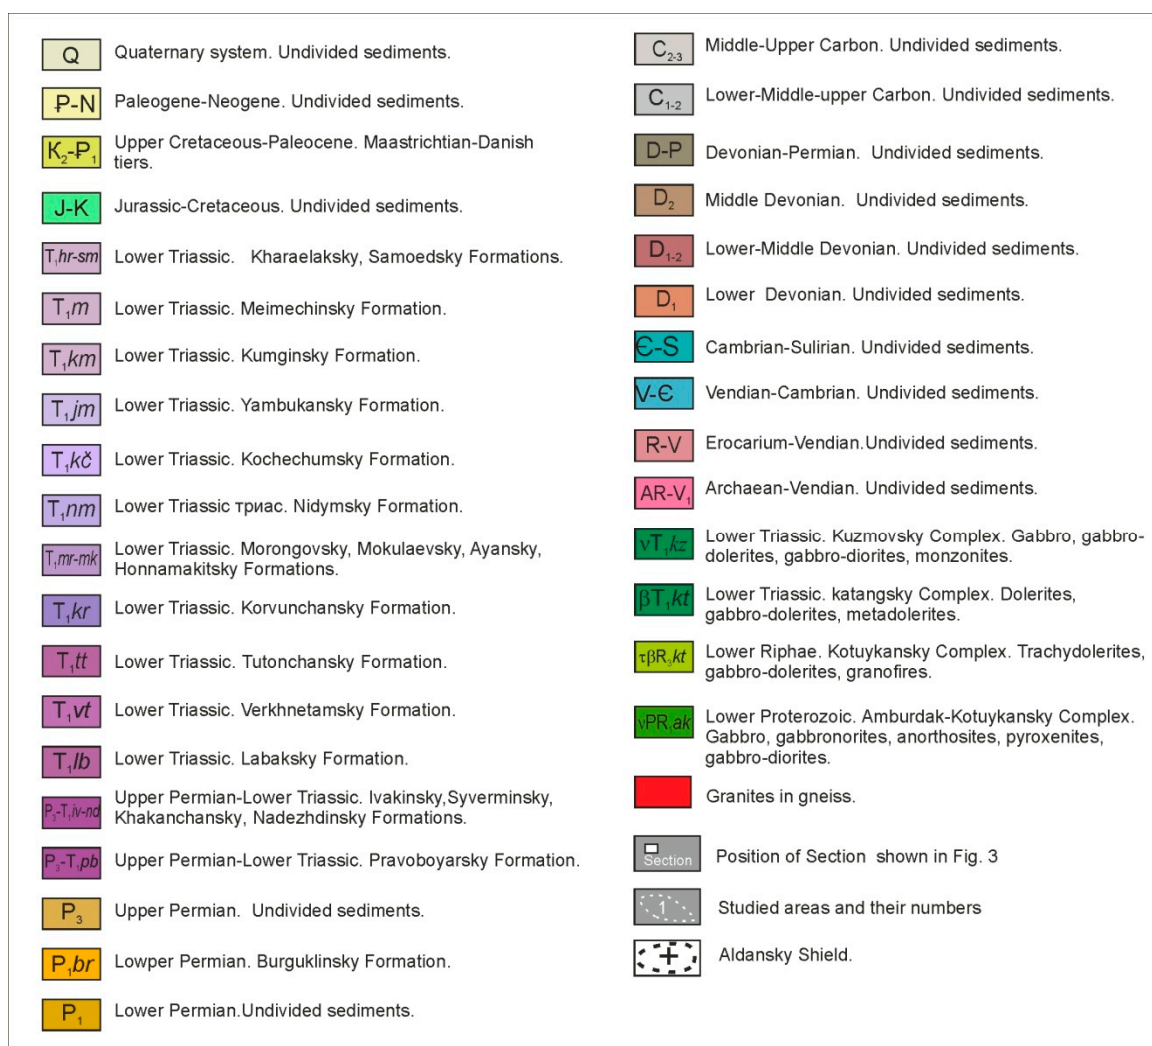 Q Quaternary system. Undivided sediments.
P-N Paleogene-Neogene. Undivided sediments.
K₂-P₁ Upper Cretaceous-Paleocene. Maastrichtian-Danish
tiers.
J-K Jurassic-Cretaceous. Undivided sediments.
T₁hr-sm Lower Triassic. Kharaelaksky, Samoedsky Formations.
T₁m Lower Triassic. Meimechinsky Formation.
T₁km Lower Triassic. Kumginsky Formation.
T₁jm Lower Triassic. Yambukansky Formation.
T₁kč Lower Triassic. Kochechumsky Formation.
T₁nm Lower Triassic триас. Nidymsky Formation.
T₁mr-mk Lower Triassic. Morongovsky, Mokulaevsky, Ayansky,
Honnamakitsky Formations.
T₁kr Lower Triassic. Korvunchansky Formation.
T₁tt Lower Triassic. Tutonchansky Formation.
T₁vt Lower Triassic. Verkhnetamsky Formation.
T₁lb Lower Triassic. Labaksky Formation.
P₃-T₁iv-nd Upper Permian-Lower Triassic. Ivakinsky,Syverminsky,
Khakanchansky, Nadezhdinsky Formations.
P₃-T₁pb Upper Permian-Lower Triassic. Pravoboyarsky Formation.
P₃ Upper Permian. Undivided sediments.
P₁br Lowper Permian. Burguklinsky Formation.
P₁ Lower Permian.Undivided sediments.
C₂₋₃ Middle-Upper Carbon. Undivided sediments.
C₁₋₂ Lower-Middle-upper Carbon. Undivided sediments.
D-P Devonian-Permian. Undivided sediments.
D₂ Middle Devonian. Undivided sediments.
D₁₋₂ Lower-Middle Devonian. Undivided sediments.
D₁ Lower Devonian. Undivided sediments.
Є-S Cambrian-Sulirian. Undivided sediments.
V-Є Vendian-Cambrian. Undivided sediments.
R-V Erocarium-Vendian.Undivided sediments.
AR-V₁ Archaean-Vendian. Undivided sediments.
νT₁kz Lower Triassic. Kuzmovsky Complex. Gabbro, gabbro-
dolerites, gabbro-diorites, monzonites.
βT₁kt Lower Triassic. katangsky Complex. Dolerites,
gabbro-dolerites, metadolerites.
τβR₃kt Lower Riphae. Kotuykansky Complex. Trachydolerites,
gabbro-dolerites, granofires.
νPR₁ak Lower Proterozoic. Amburdak-Kotuykansky Complex.
Gabbro, gabbronorites, anorthosites, pyroxenites,
gabbro-diorites.
Granites in gneiss.
Section Position of Section shown in Fig. 3
1 Studied areas and their numbers
+ Aldansky Shield.